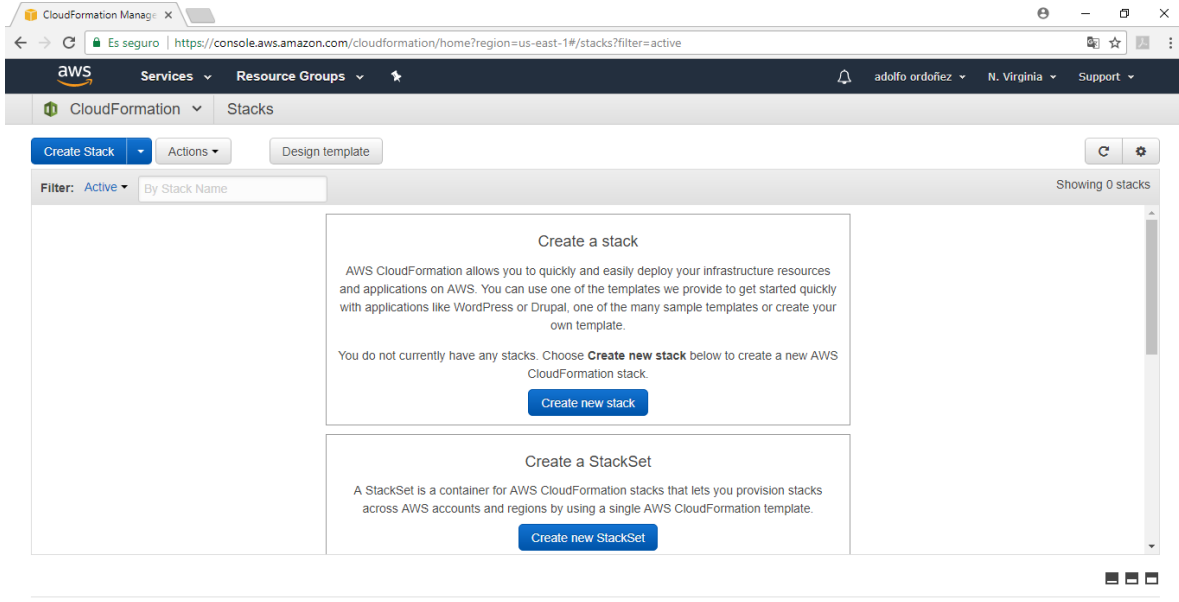 CloudFormation Manage
Es seguro | https://console.aws.amazon.com/cloudformation/home?region=us-east-1#/stacks?filter=active
aws Services Resource Groups adolfo ordoñez N. Virginia Support
CloudFormation Stacks
Create Stack Actions Design template
Filter: Active By Stack Name Showing 0 stacks
Create a stack
AWS CloudFormation allows you to quickly and easily deploy your infrastructure resources
and applications on AWS. You can use one of the templates we provide to get started quickly
with applications like WordPress or Drupal, one of the many sample templates or create your
own template.
You do not currently have any stacks. Choose Create new stack below to create a new AWS
CloudFormation stack.
Create new stack
Create a StackSet
A StackSet is a container for AWS CloudFormation stacks that lets you provision stacks
across AWS accounts and regions by using a single AWS CloudFormation template.
Create new StackSet